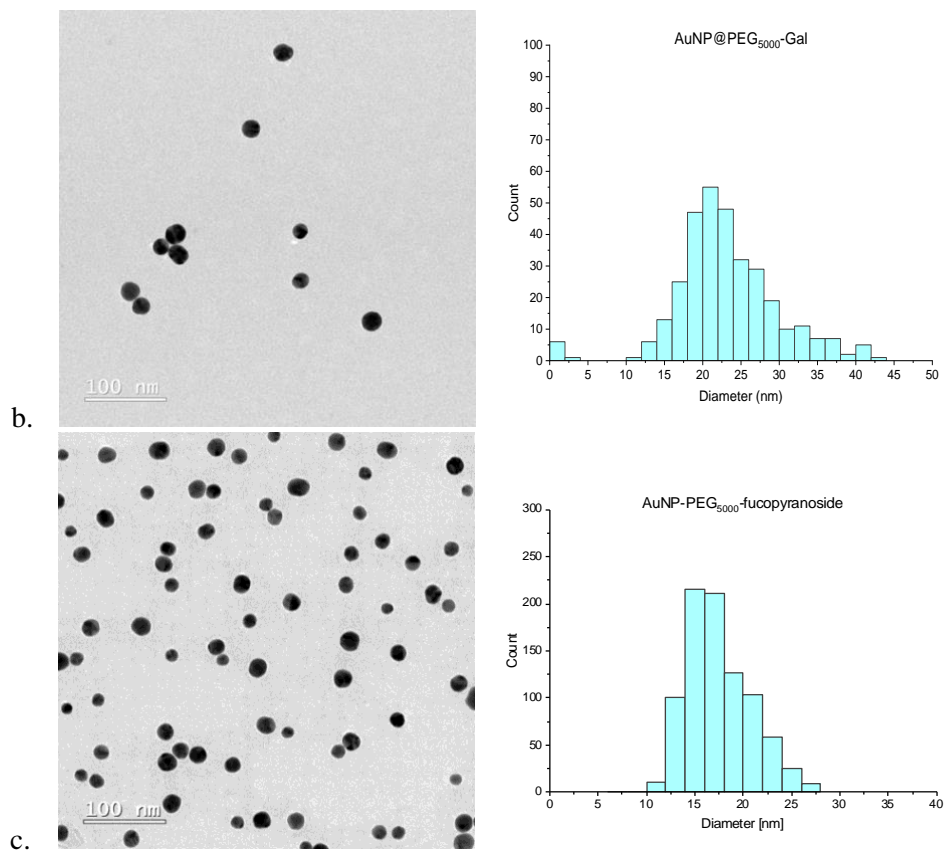 AuNP@PEG5000-Gal
100
90
80
70
60
50
40
30
20
10
0
Count
0 5 10 15 20 25 30 35 40 45 50
Diameter (nm)
100 nm
b.
AuNP-PEG5000-fucopyranoside
300
250
200
150
100
50
0
Count
0 5 10 15 20 25 30 35 40
Diameter [nm]
100 nm
c.